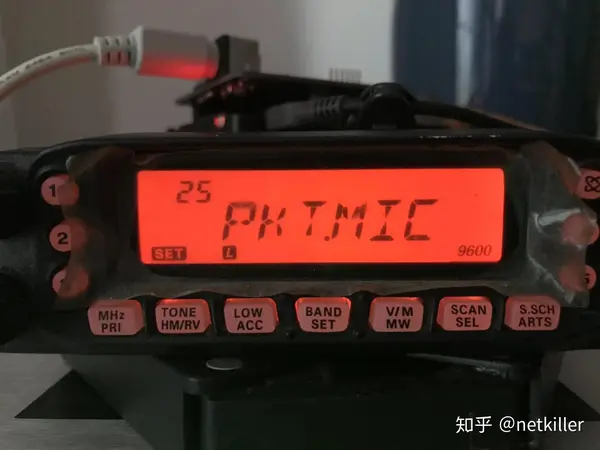 25
PKT.MIC
SET L 9600
1
2
MHz PRI
TONE HM/RV
LOW ACC
BAND SET
V/M MW
SCAN SEL
S.SCH ARTS
知乎 @netkiller